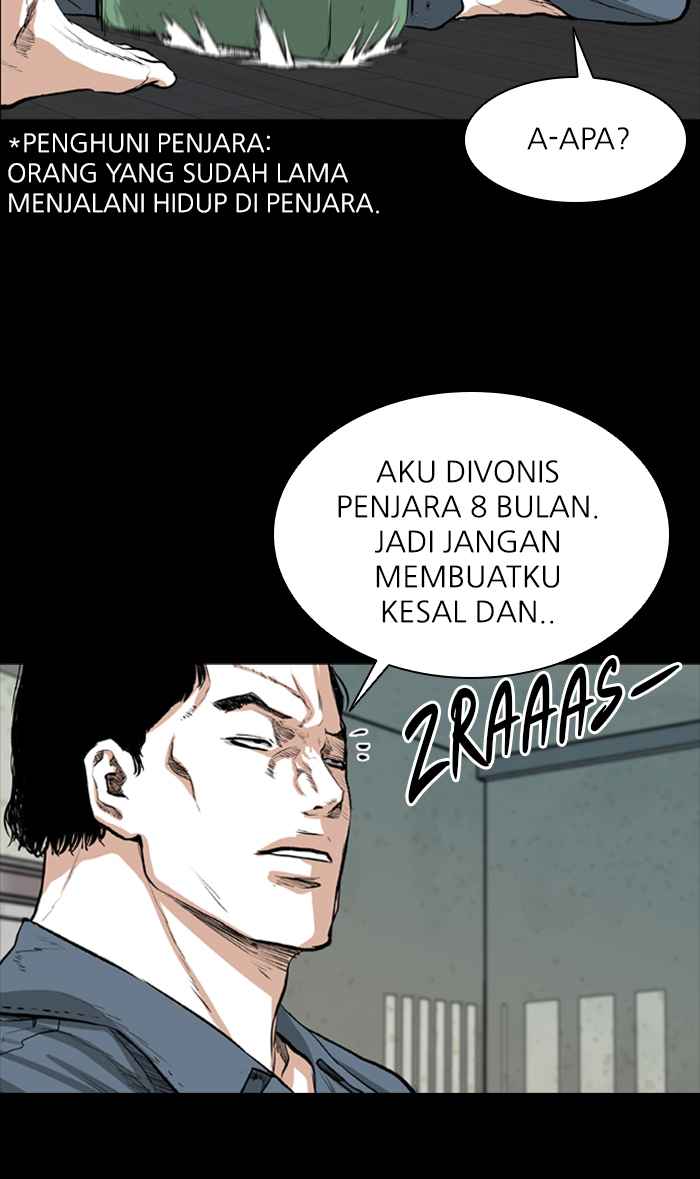 *PENGHUNI PENJARA:
ORANG YANG SUDAH LAMA
MENJALANI HIDUP DI PENJARA.
A-APA?
AKU DIVONIS
PENJARA 8 BULAN.
JADI JANGAN
MEMBUATKU
KESAL DAN..
ZRAAAS-